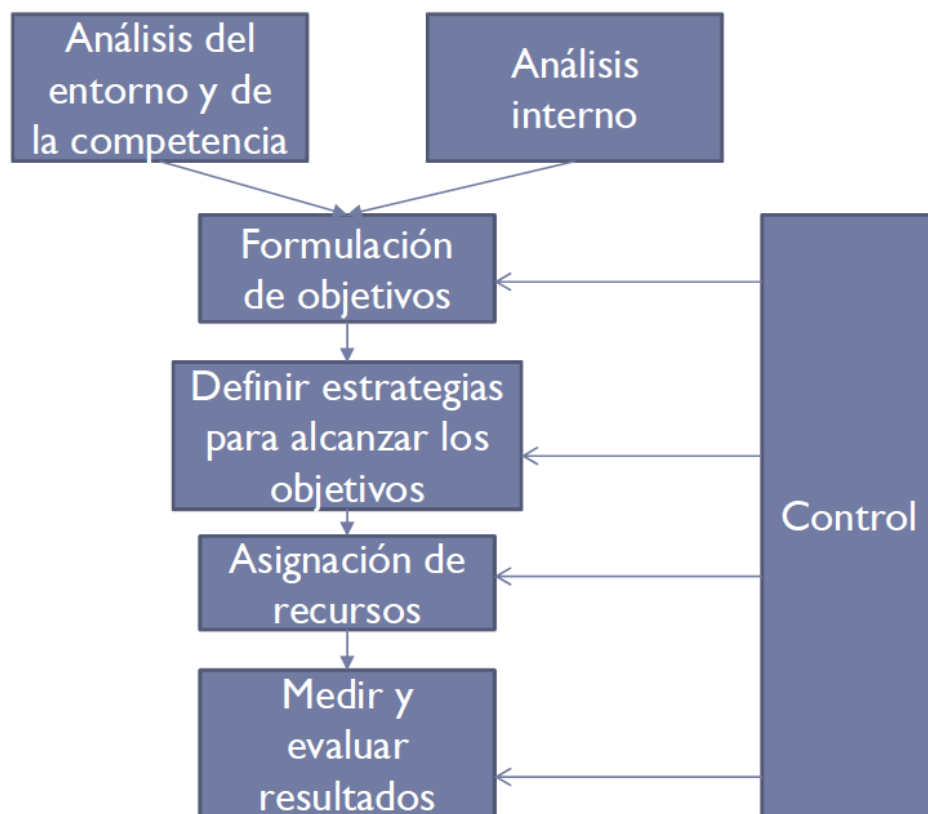 Análisis del
entorno y de
la competencia
Análisis
interno
Formulación
de objetivos
Definir estrategias
para alcanzar los
objetivos
Asignación de
recursos
Medir y
evaluar
resultados
Control